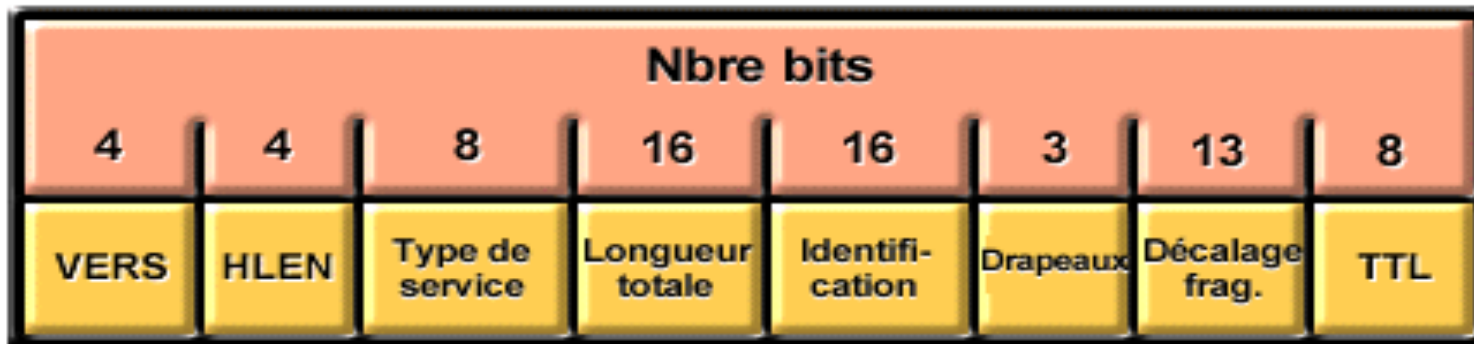 Nbre bits
4 4 8 16 16 3 13 8
VERS HLEN Type de service Longueur totale Identifi-cation Drapeaux Décalage frag. TTL